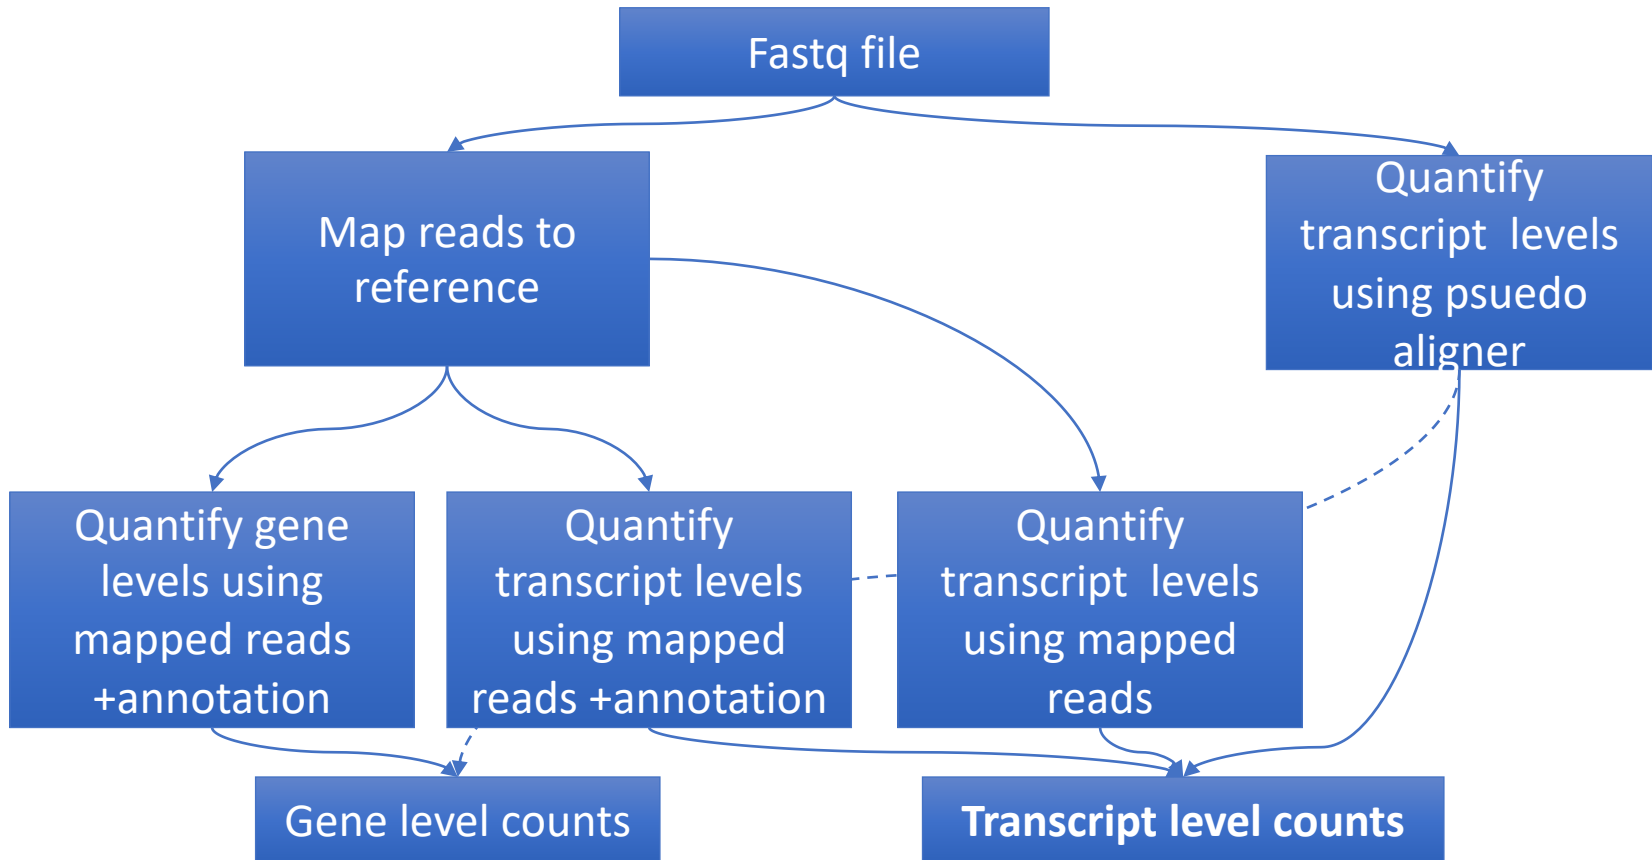 Fastq file
Map reads to
reference
Quantify
transcript  levels
using psuedo
aligner
Quantify gene
levels using
mapped reads
+annotation
Quantify
transcript levels
using mapped
reads +annotation
Quantify
transcript  levels
using mapped
reads
Gene level counts
Transcript level counts